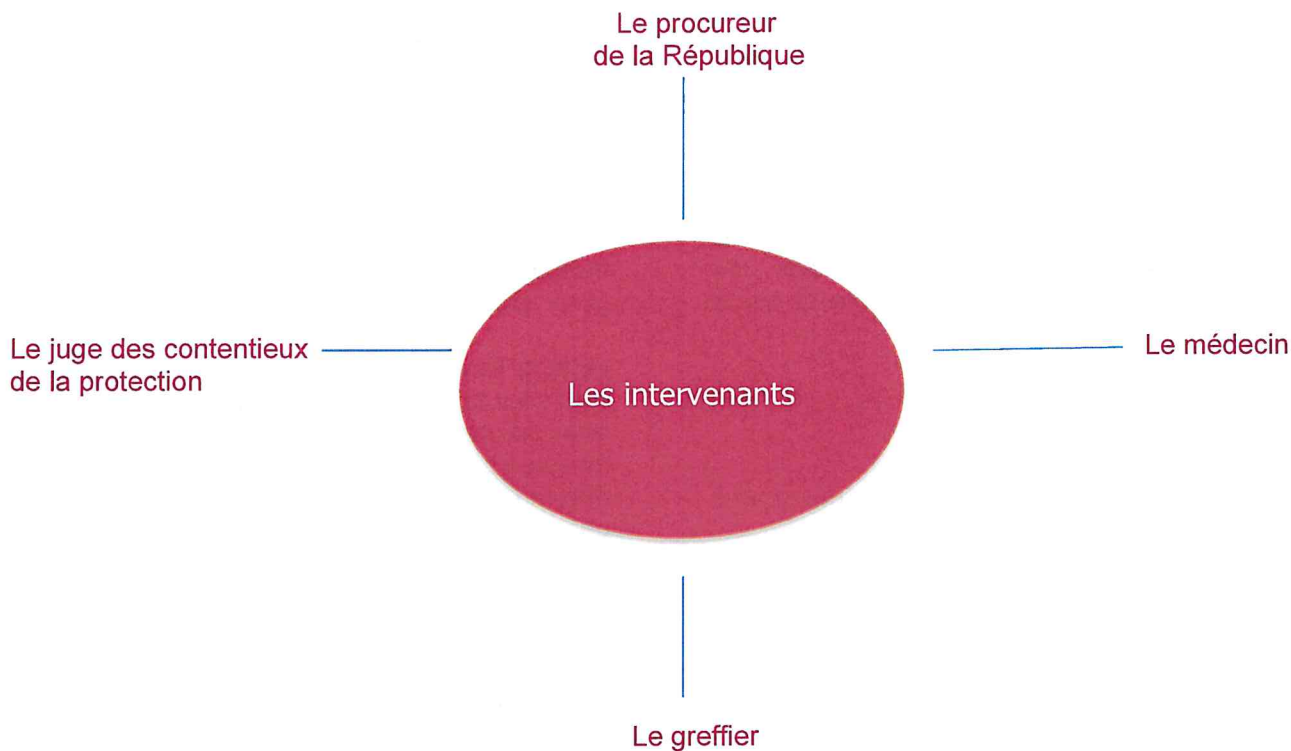 Le procureur
de la République
Le juge des contentieux
de la protection
Les intervenants
Le médecin
Le greffier